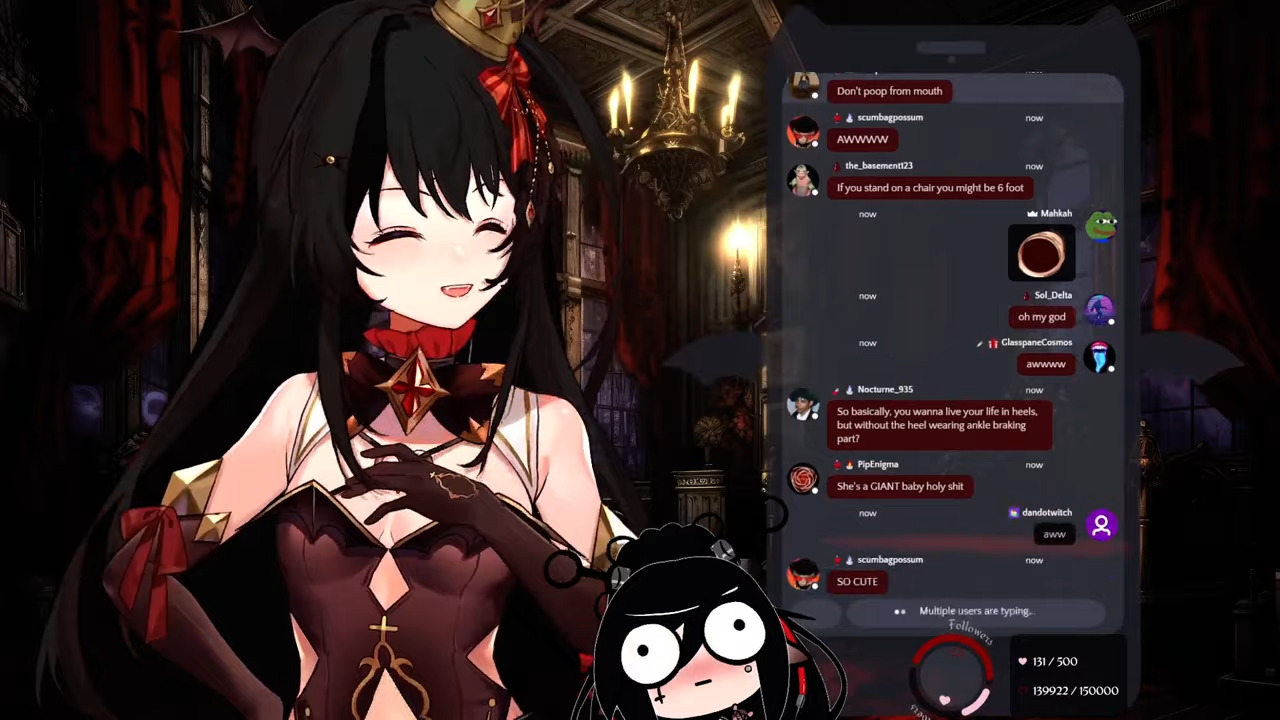 now
Don't poop from mouth
scumbagpossum now
AWWWW
the_basement123 now
If you stand on a chair you might be 6 foot
now Mahkah
now Sol_Delta
oh my god
now GlasspaneCosmos
awwww
Nocturne_935 now
So basically, you wanna live your life in heels,
but without the heel wearing ankle braking
part?
PipEnigma now
She's a GIANT baby holy shit
now dandotwitch
aww
scumbagpossum now
SO CUTE
Multiple users are typing...
Followers
131 / 500
139922 / 150000